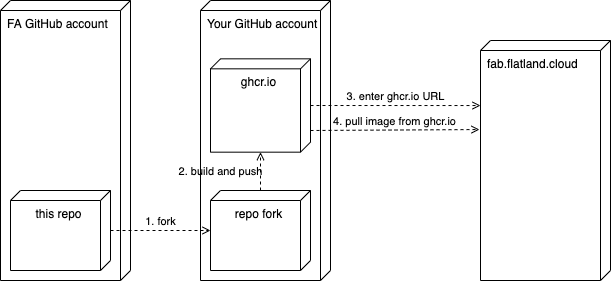 FA GitHub account
Your GitHub account
fab.flatland.cloud
ghcr.io
3. enter ghcr.io URL
4. pull image from ghcr.io
2. build and push
this repo
1. fork
repo fork